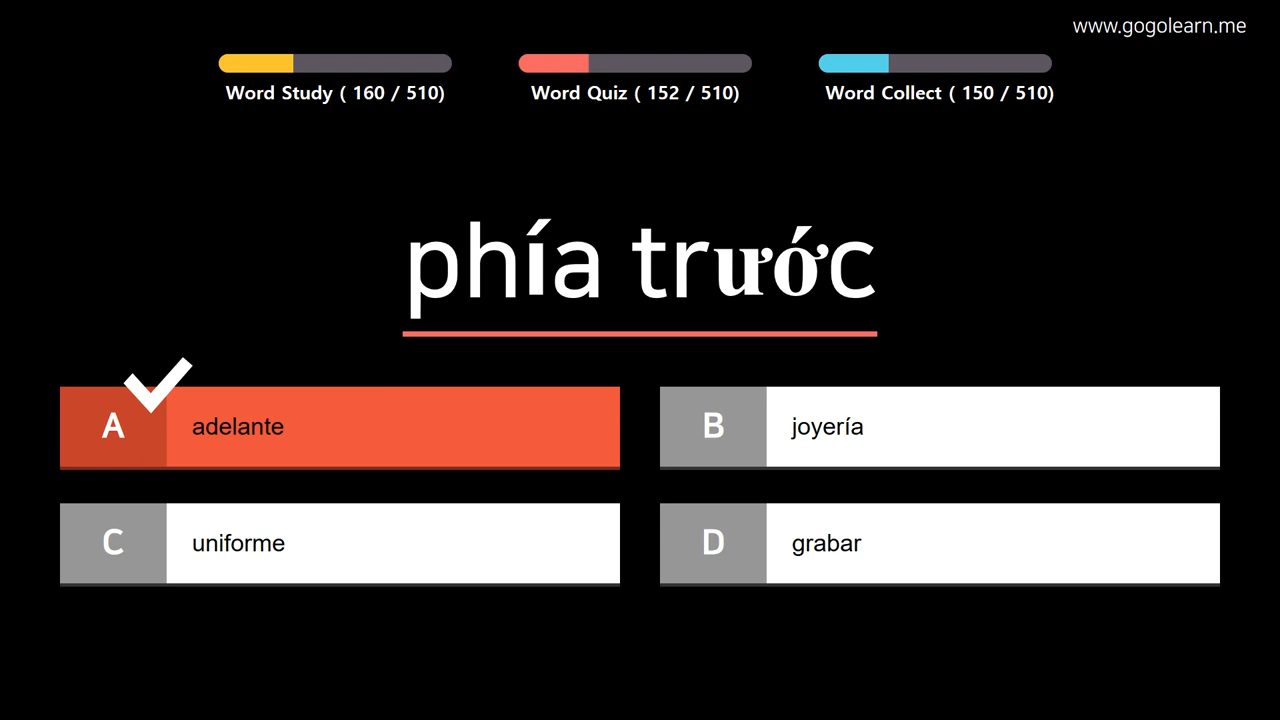 www.gogolearn.me
Word Study ( 160 / 510)
Word Quiz ( 152 / 510)
Word Collect ( 150 / 510)
phía trước
A adelante
B joyería
C uniforme
D grabar